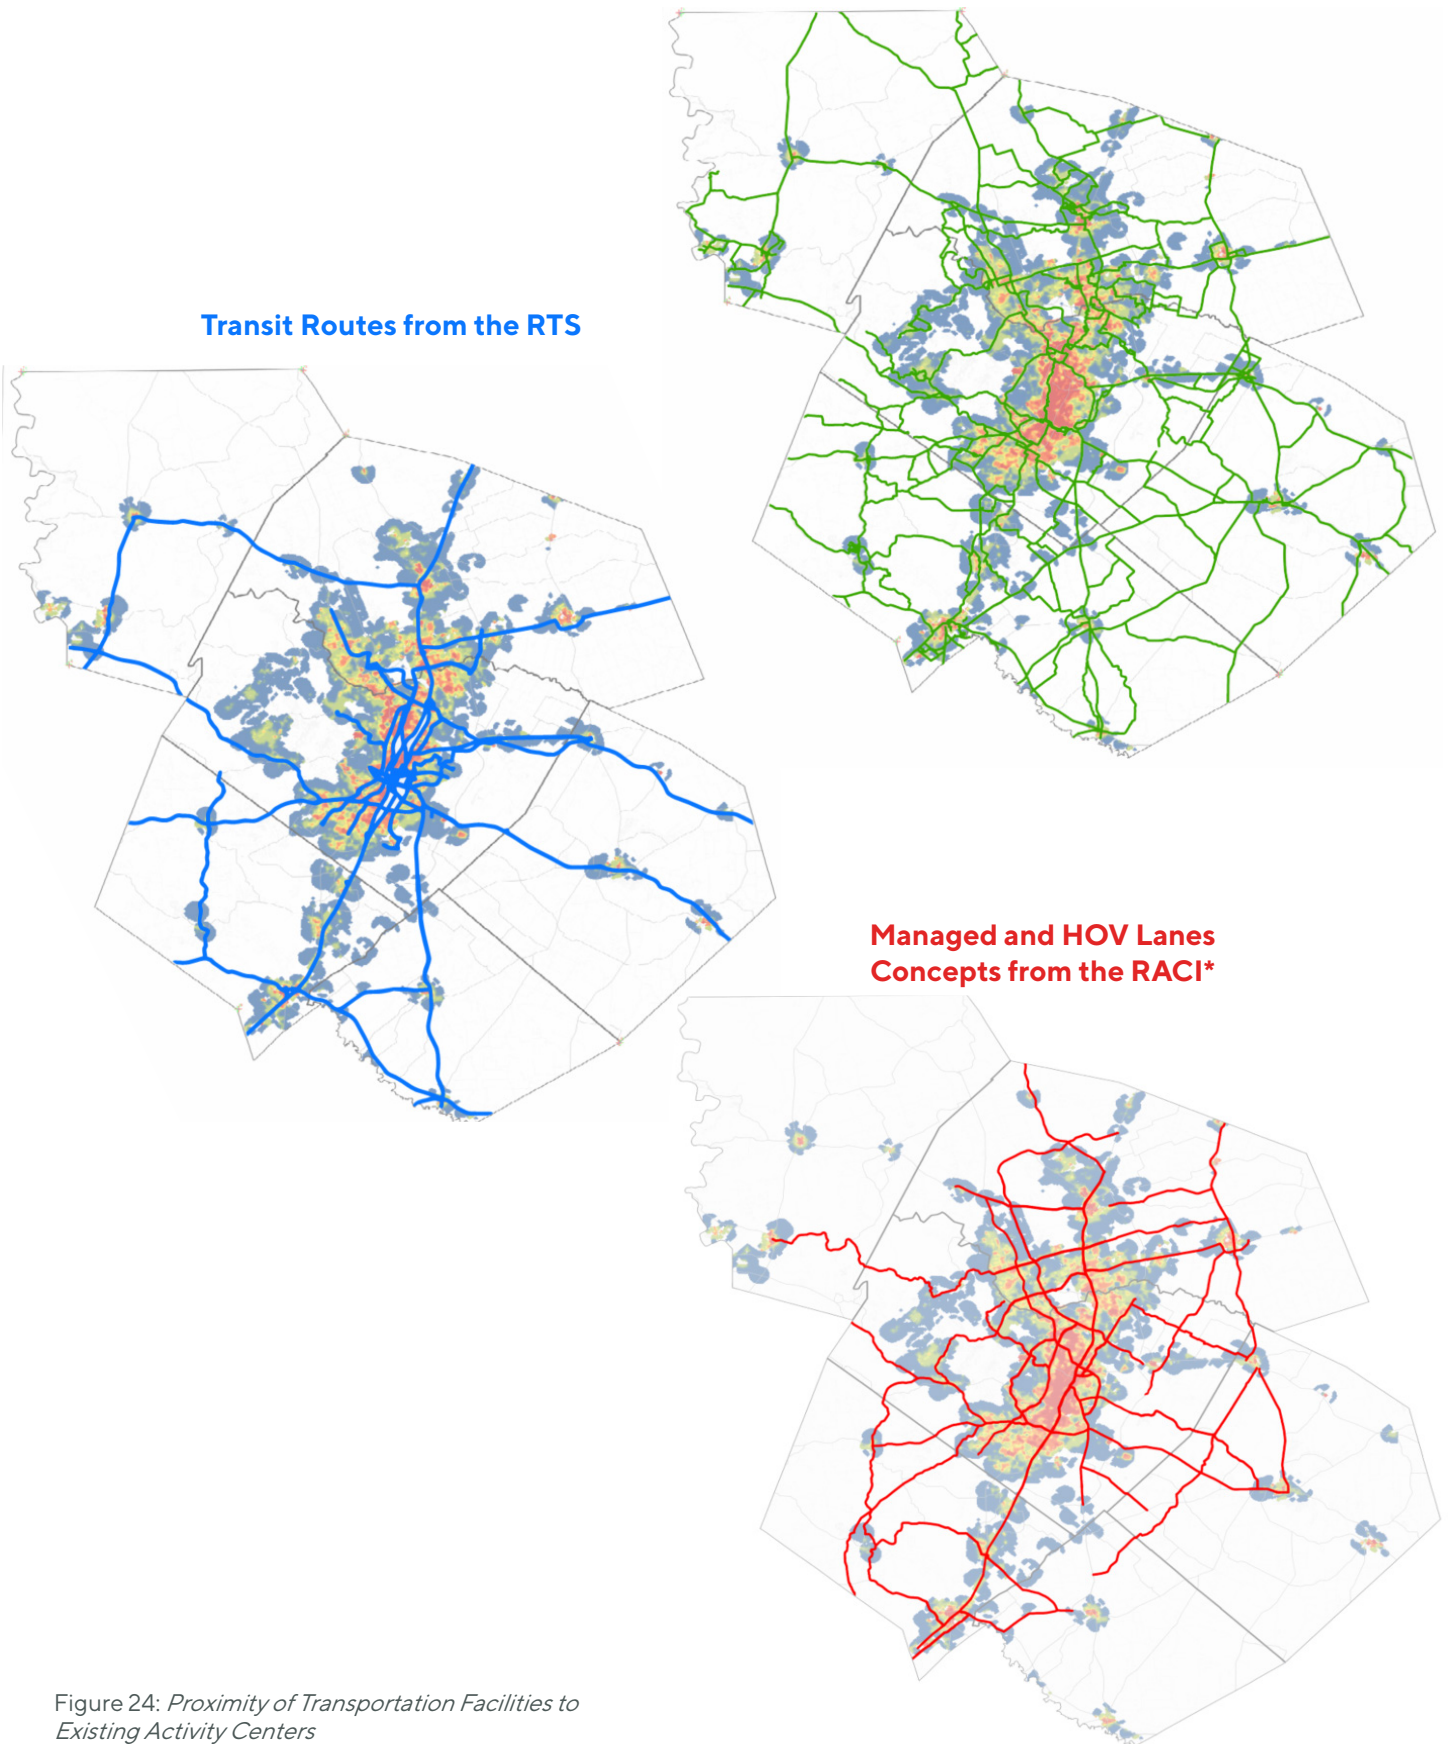 Transit Routes from the RTS
Managed and HOV Lanes
Concepts from the RACI*
Figure 24: Proximity of Transportation Facilities to
Existing Activity Centers